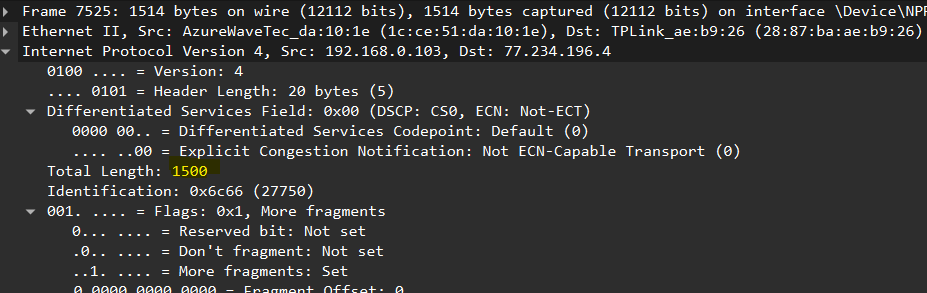 Frame 7525: 1514 bytes on wire (12112 bits), 1514 bytes captured (12112 bits) on interface \Device\NPF
Ethernet II, Src: AzureWaveTec_da:10:1e (1c:ce:51:da:10:1e), Dst: TPLink_ae:b9:26 (28:87:ba:ae:b9:26)
Internet Protocol Version 4, Src: 192.168.0.103, Dst: 77.234.196.4
0100 .... = Version: 4
.... 0101 = Header Length: 20 bytes (5)
Differentiated Services Field: 0x00 (DSCP: CS0, ECN: Not-ECT)
0000 00.. = Differentiated Services Codepoint: Default (0)
.... ..00 = Explicit Congestion Notification: Not ECN-Capable Transport (0)
Total Length: 1500
Identification: 0x6c66 (27750)
001. .... = Flags: 0x1, More fragments
0... .... = Reserved bit: Not set
.0.. .... = Don't fragment: Not set
..1. .... = More fragments: Set
...0 0000 0000 0000 = Fragment Offset: 0